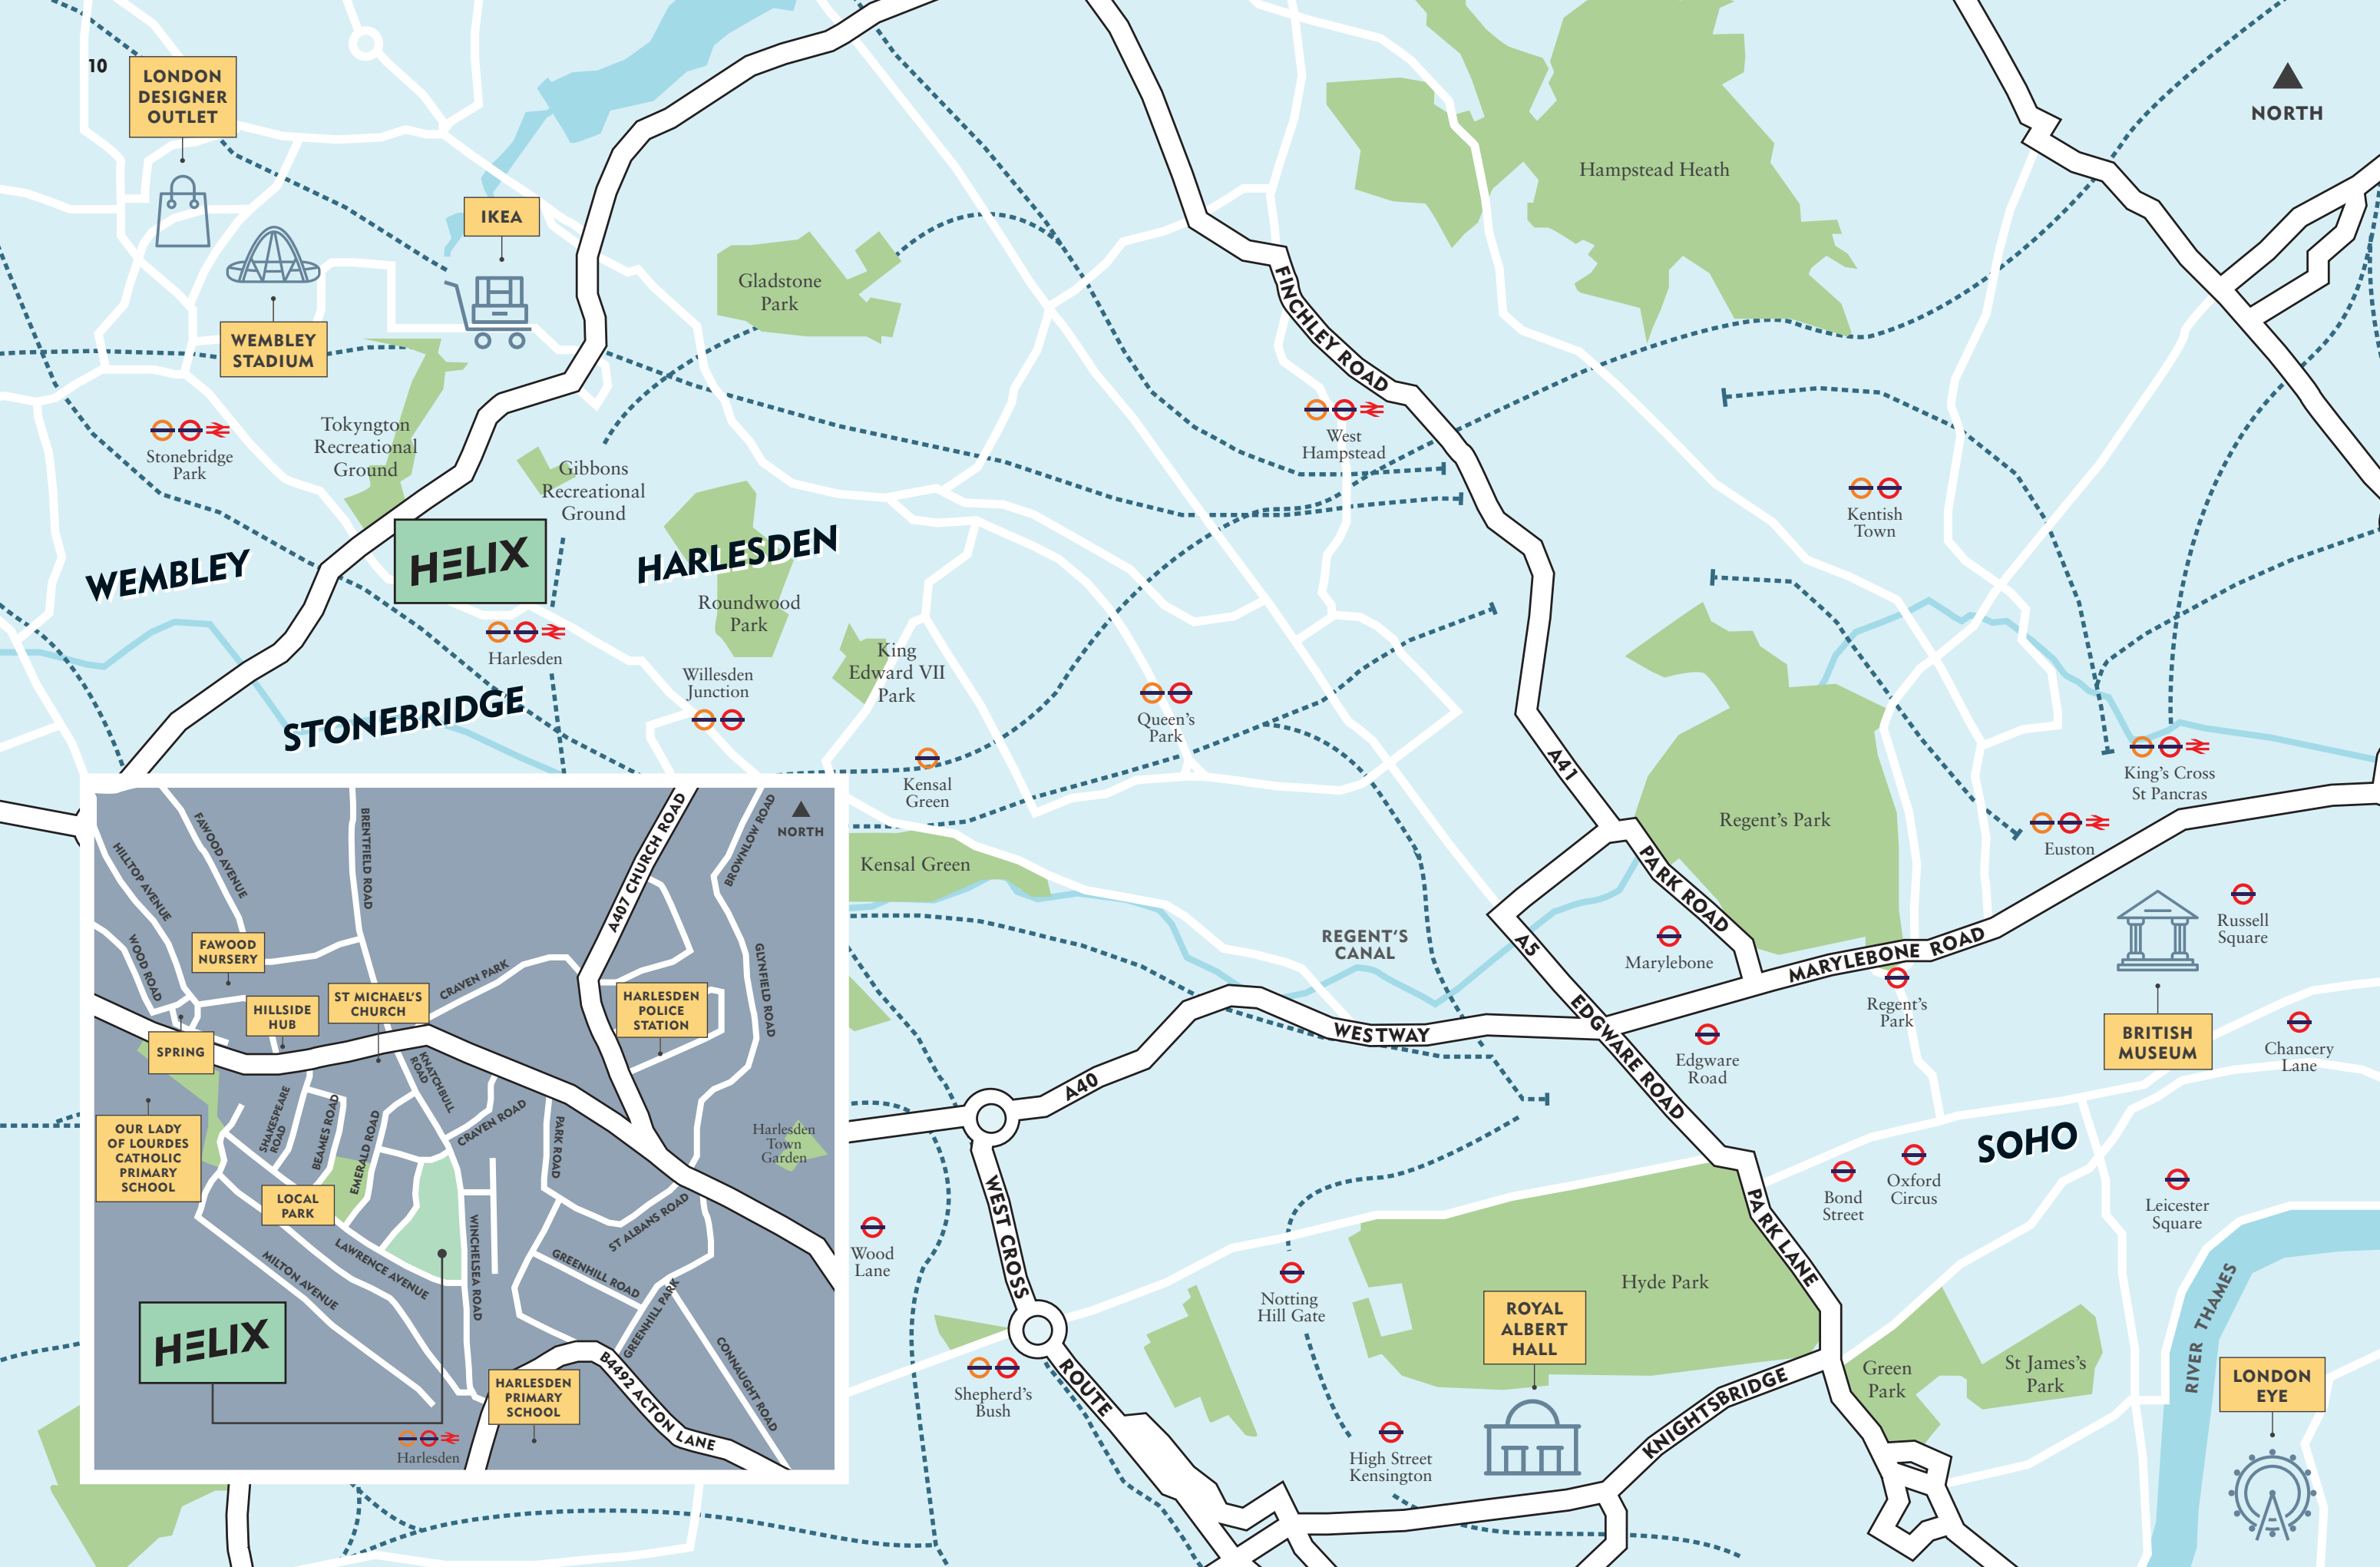 10
LONDON
DESIGNER
OUTLET
NORTH
IKEA
Hampstead Heath
Gladstone
Park
WEMBLEY
STADIUM
FINCHLEY ROAD
Stonebridge
Park
Tokyngton
Recreational
Ground
West
Hampstead
Gibbons
Recreational
Ground
Kentish
Town
WEMBLEY
HELIX
HARLESDEN
Roundwood
Park
Harlesden
Willesden
Junction
King
Edward VII
Park
STONEBRIDGE
Queen's
Park
Kensal
Green
A41
King's Cross
St Pancras
Regent's Park
Euston
Kensal Green
PARK ROAD
REGENT'S
CANAL
A5
Marylebone
MARYLEBONE ROAD
Russell
Square
Regent's
Park
WESTWAY
EDGWARE ROAD
Edgware
Road
BRITISH
MUSEUM
Chancery
Lane
A40
SOHO
Bond
Street
Oxford
Circus
Leicester
Square
WEST CROSS
ROUTE
Wood
Lane
PARK LANE
Notting
Hill Gate
Hyde Park
ROYAL
ALBERT
HALL
RIVER THAMES
Green
Park
St James's
Park
LONDON
EYE
Shepherd's
Bush
KNIGHTSBRIDGE
High Street
Kensington
NORTH
HILLTOP AVENUE
FAWOOD AVENUE
BRENTFIELD ROAD
A407 CHURCH ROAD
BROWNLOW ROAD
WOOD ROAD
FAWOOD
NURSERY
CRAVEN PARK
GLYNFIELD ROAD
HILLSIDE
HUB
ST MICHAEL'S
CHURCH
HARLESDEN
POLICE
STATION
SPRING
KNATCHBULL
ROAD
OUR LADY
OF LOURDES
CATHOLIC
PRIMARY
SCHOOL
SHAKESPEARE
ROAD
BEAMES ROAD
EMERALD ROAD
CRAVEN ROAD
PARK ROAD
Harlesden
Town
Garden
LOCAL
PARK
LAWRENCE AVENUE
MILTON AVENUE
WINCHELSEA ROAD
ST ALBANS ROAD
GREENHILL ROAD
GREENHILL PARK
CONNAUGHT ROAD
HELIX
B4492 ACTON LANE
HARLESDEN
PRIMARY
SCHOOL
Harlesden